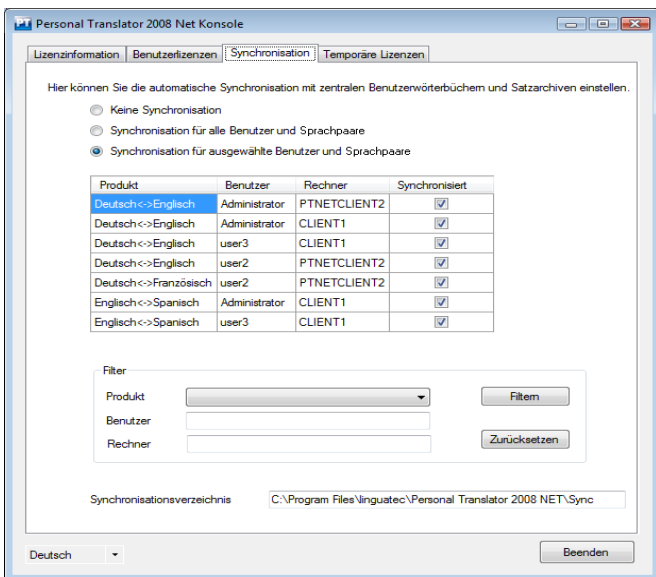 PT Personal Translator 2008 Net Konsole
Lizenzinformation Benutzerlizenzen Synchronisation Temporäre Lizenzen
Hier können Sie die automatische Synchronisation mit zentralen Benutzerwörterbüchern und Satzarchiven einstellen.
Keine Synchronisation
Synchronisation für alle Benutzer und Sprachpaare
Synchronisation für ausgewählte Benutzer und Sprachpaare
Produkt Benutzer Rechner Synchronisiert
Deutsch<->Englisch Administrator PTNETCLIENT2
Deutsch<->Englisch Administrator CLIENT1
Deutsch<->Englisch user3 CLIENT1
Deutsch<->Englisch user2 PTNETCLIENT2
Deutsch<->Französisch user2 PTNETCLIENT2
Englisch<->Spanisch Administrator CLIENT1
Englisch<->Spanisch user3 CLIENT1
Filter
Produkt Filtern
Benutzer
Rechner Zurücksetzen
Synchronisationsverzeichnis C:\Program Files\linguatec\Personal Translator 2008 NET\Sync
Deutsch Beenden